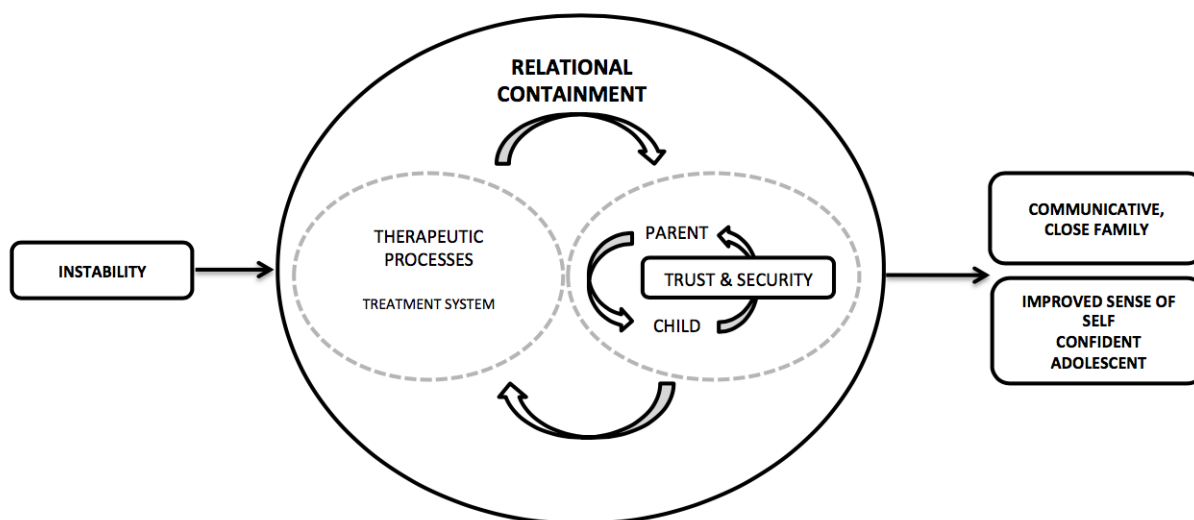 RELATIONAL
CONTAINMENT
INSTABILITY
THERAPEUTIC
PROCESSES
TREATMENT SYSTEM
PARENT
TRUST & SECURITY
CHILD
COMMUNICATIVE,
CLOSE FAMILY
IMPROVED SENSE OF
SELF
CONFIDENT
ADOLESCENT